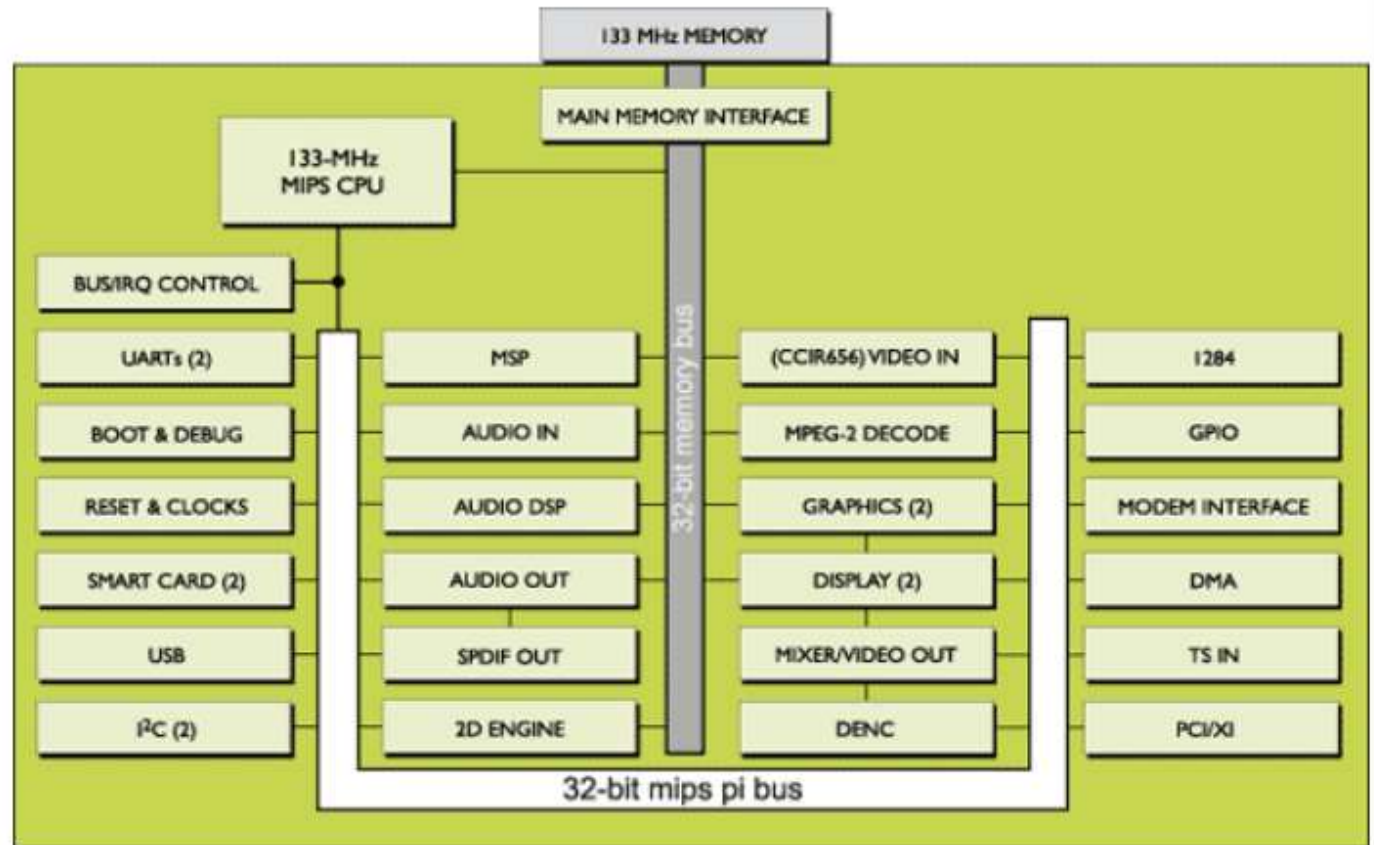 133 MHz MEMORY
MAIN MEMORY INTERFACE
133-MHz
MIPS CPU
BUS/IRQ CONTROL
UARTs (2)
MSP
(CCIR656) VIDEO IN
1284
BOOT & DEBUG
AUDIO IN
MPEG-2 DECODE
GPIO
RESET & CLOCKS
AUDIO DSP
GRAPHICS (2)
MODEM INTERFACE
SMART CARD (2)
AUDIO OUT
DISPLAY (2)
DMA
USB
SPDIF OUT
MIXER/VIDEO OUT
TS IN
I²C (2)
2D ENGINE
DENC
PCI/XI
32-bit memory bus
32-bit mips pi bus